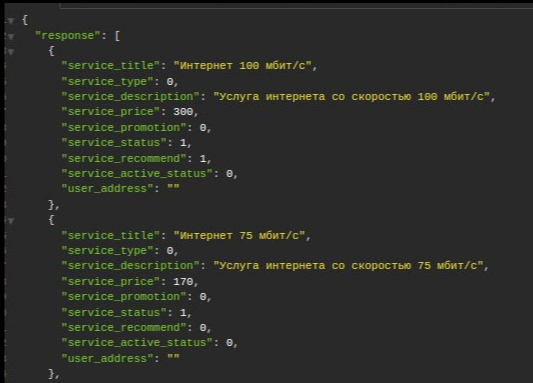 {
"response": [
{
"service_title": "Интернет 100 мбит/с",
"service_type": 0,
"service_description": "Услуга интернета со скоростью 100 мбит/с",
"service_price": 300,
"service_promotion": 0,
"service_status": 1,
"service_recommend": 1,
"service_active_status": 0,
"user_address": ""
},
{
"service_title": "Интернет 75 мбит/с",
"service_type": 0,
"service_description": "Услуга интернета со скоростью 75 мбит/с",
"service_price": 170,
"service_promotion": 0,
"service_status": 1,
"service_recommend": 0,
"service_active_status": 0,
"user_address": ""
},